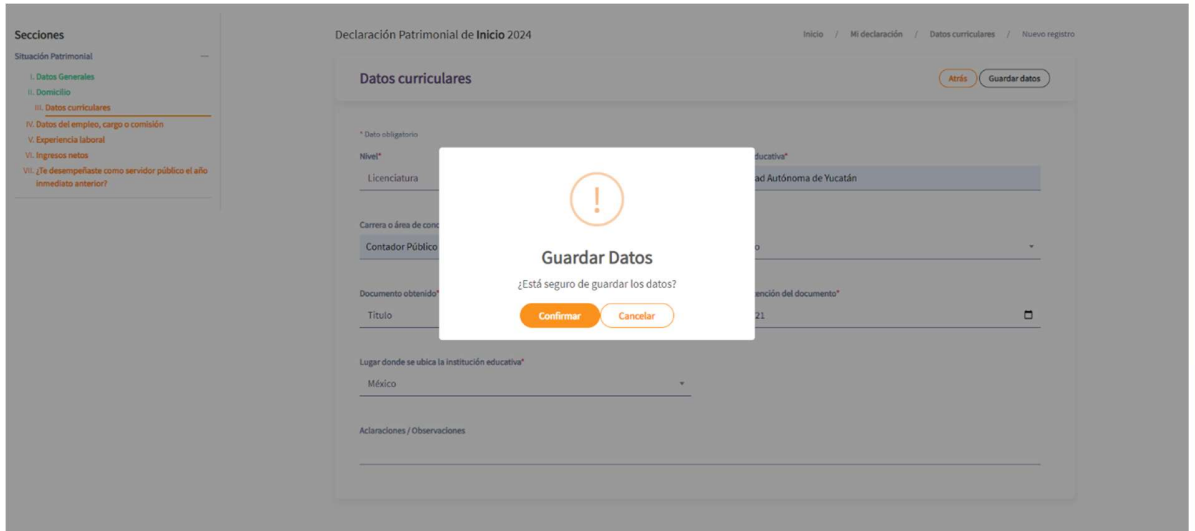 Secciones
Situación Patrimonial
I. Datos Generales
II. Domicilio
III. Datos curriculares
IV. Datos del empleo, cargo o comisión
V. Experiencia laboral
VI. Ingresos netos
VII. ¿Te desempeñaste como servidor público el año
inmediato anterior?
Declaración Patrimonial de Inicio 2024
Inicio / Mi declaración / Datos curriculares / Nuevo registro
Datos curriculares
Atrás
Guardar datos
* Dato obligatorio
Nivel*
Licenciatura
Autónoma de Yucatán
Carrera o área de
Contador Público
Documento obtenido*
Título
del documento*
21
Lugar donde se ubica la institución educativa*
México
Aclaraciones / Observaciones
!
Guardar Datos
¿Está seguro de guardar los datos?
Confirmar
Cancelar